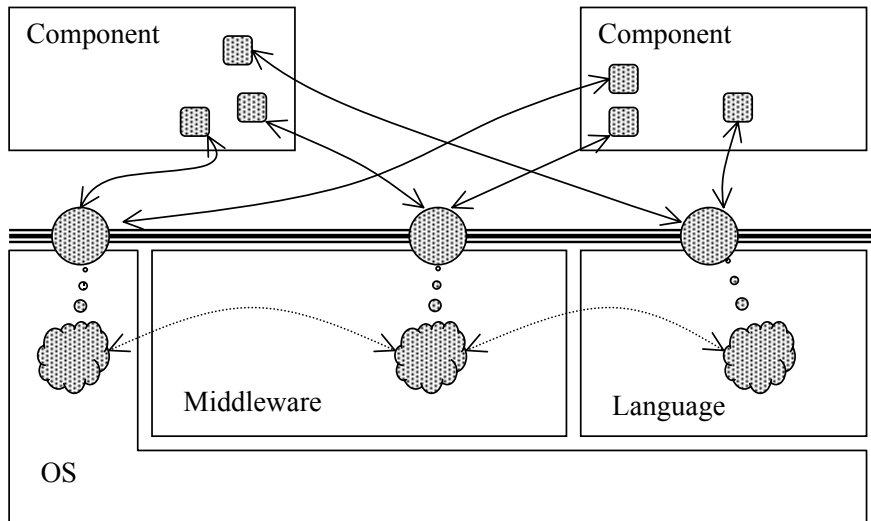 Component
Component
Middleware
Language
OS